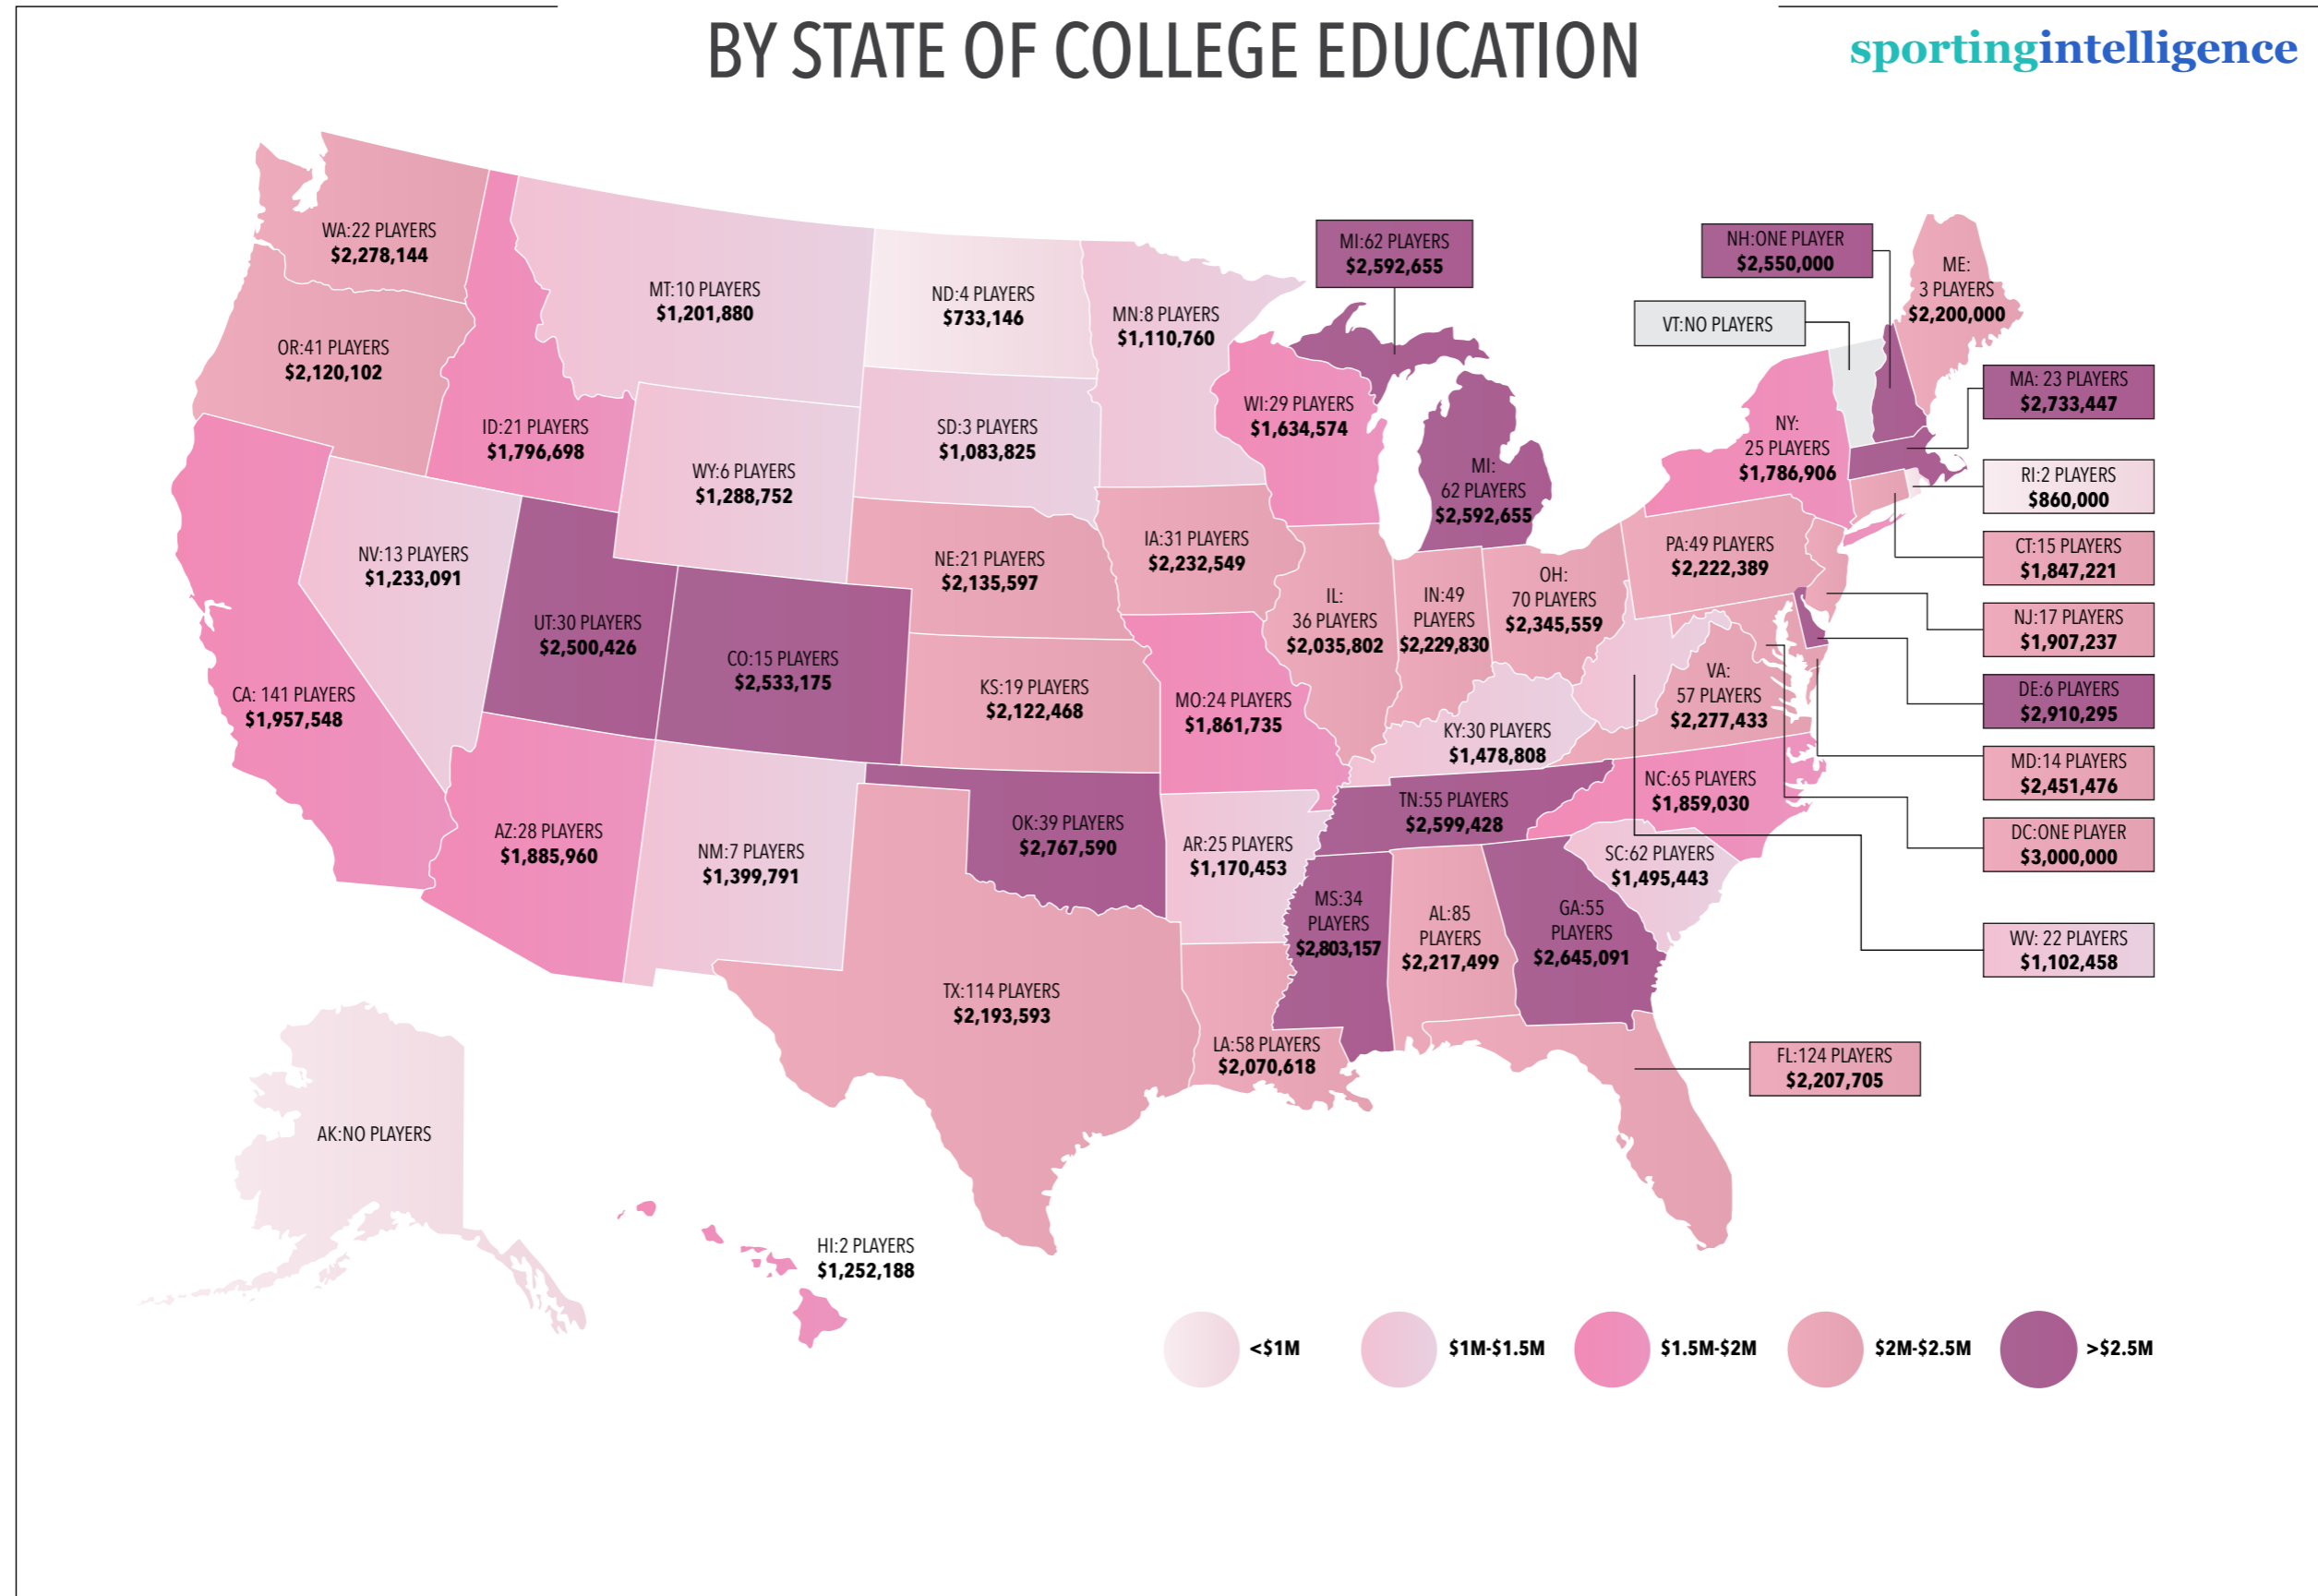 BY STATE OF COLLEGE EDUCATION
sportingintelligence
WA:22 PLAYERS
$2,278,144
OR:41 PLAYERS
$2,120,102
CA: 141 PLAYERS
$1,957,548
ID:21 PLAYERS
$1,796,698
NV:13 PLAYERS
$1,233,091
MT:10 PLAYERS
$1,201,880
WY:6 PLAYERS
$1,288,752
UT:30 PLAYERS
$2,500,426
CO:15 PLAYERS
$2,533,175
AZ:28 PLAYERS
$1,885,960
NM:7 PLAYERS
$1,399,791
ND:4 PLAYERS
$733,146
SD:3 PLAYERS
$1,083,825
NE:21 PLAYERS
$2,135,597
KS:19 PLAYERS
$2,122,468
OK:39 PLAYERS
$2,767,590
TX:114 PLAYERS
$2,193,593
MN:8 PLAYERS
$1,110,760
IA:31 PLAYERS
$2,232,549
MO:24 PLAYERS
$1,861,735
AR:25 PLAYERS
$1,170,453
LA:58 PLAYERS
$2,070,618
WI:29 PLAYERS
$1,634,574
MI:62 PLAYERS
$2,592,655
MI:
62 PLAYERS
$2,592,655
IL:
36 PLAYERS
$2,035,802
IN:49
PLAYERS
$2,229,830
OH:
70 PLAYERS
$2,345,559
KY:30 PLAYERS
$1,478,808
TN:55 PLAYERS
$2,599,428
MS:34
PLAYERS
$2,803,157
AL:85
PLAYERS
$2,217,499
GA:55
PLAYERS
$2,645,091
SC:62 PLAYERS
$1,495,443
NC:65 PLAYERS
$1,859,030
VA:
57 PLAYERS
$2,277,433
PA:49 PLAYERS
$2,222,389
NY:
25 PLAYERS
$1,786,906
NH:ONE PLAYER
$2,550,000
VT:NO PLAYERS
ME:
3 PLAYERS
$2,200,000
MA: 23 PLAYERS
$2,733,447
RI:2 PLAYERS
$860,000
CT:15 PLAYERS
$1,847,221
NJ:17 PLAYERS
$1,907,237
DE:6 PLAYERS
$2,910,295
MD:14 PLAYERS
$2,451,476
DC:ONE PLAYER
$3,000,000
WV: 22 PLAYERS
$1,102,458
FL:124 PLAYERS
$2,207,705
AK:NO PLAYERS
HI:2 PLAYERS
$1,252,188
<$1M
$1M-$1.5M
$1.5M-$2M
$2M-$2.5M
>$2.5M